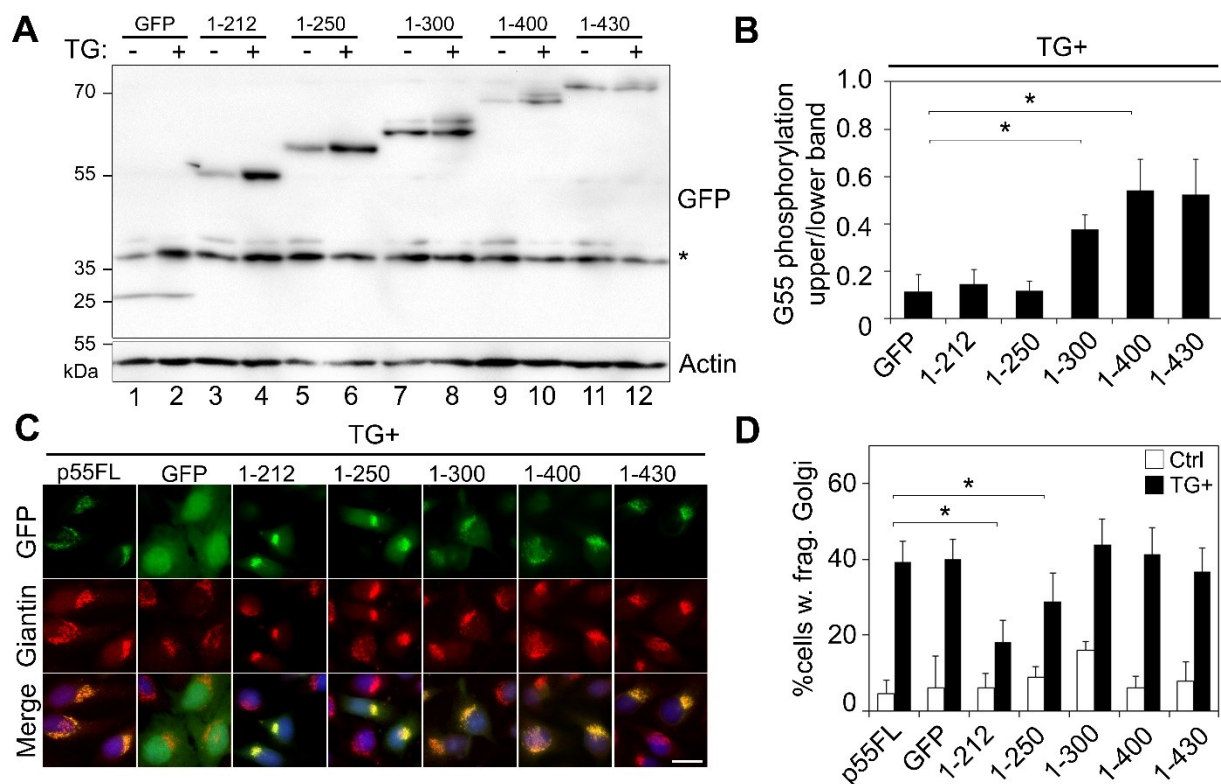 A
GFP 1-212 1-250 1-300 1-400 1-430
TG: - + - + - + - + - + - +
70
55
35
25
55
kDa
GFP
*
Actin
1 2 3 4 5 6 7 8 9 10 11 12
B
TG+
G55 phosphorylation
upper/lower band
1.0
0.8
0.6
0.4
0.2
0
*
*
GFP
1-212
1-250
1-300
1-400
1-430
C
TG+
p55FL GFP 1-212 1-250 1-300 1-400 1-430
GFP
Giantin
Merge
D
%cells w. frag. Golgi
60
40
20
0
Ctrl
TG+
*
*
p55FL
GFP
1-212
1-250
1-300
1-400
1-430